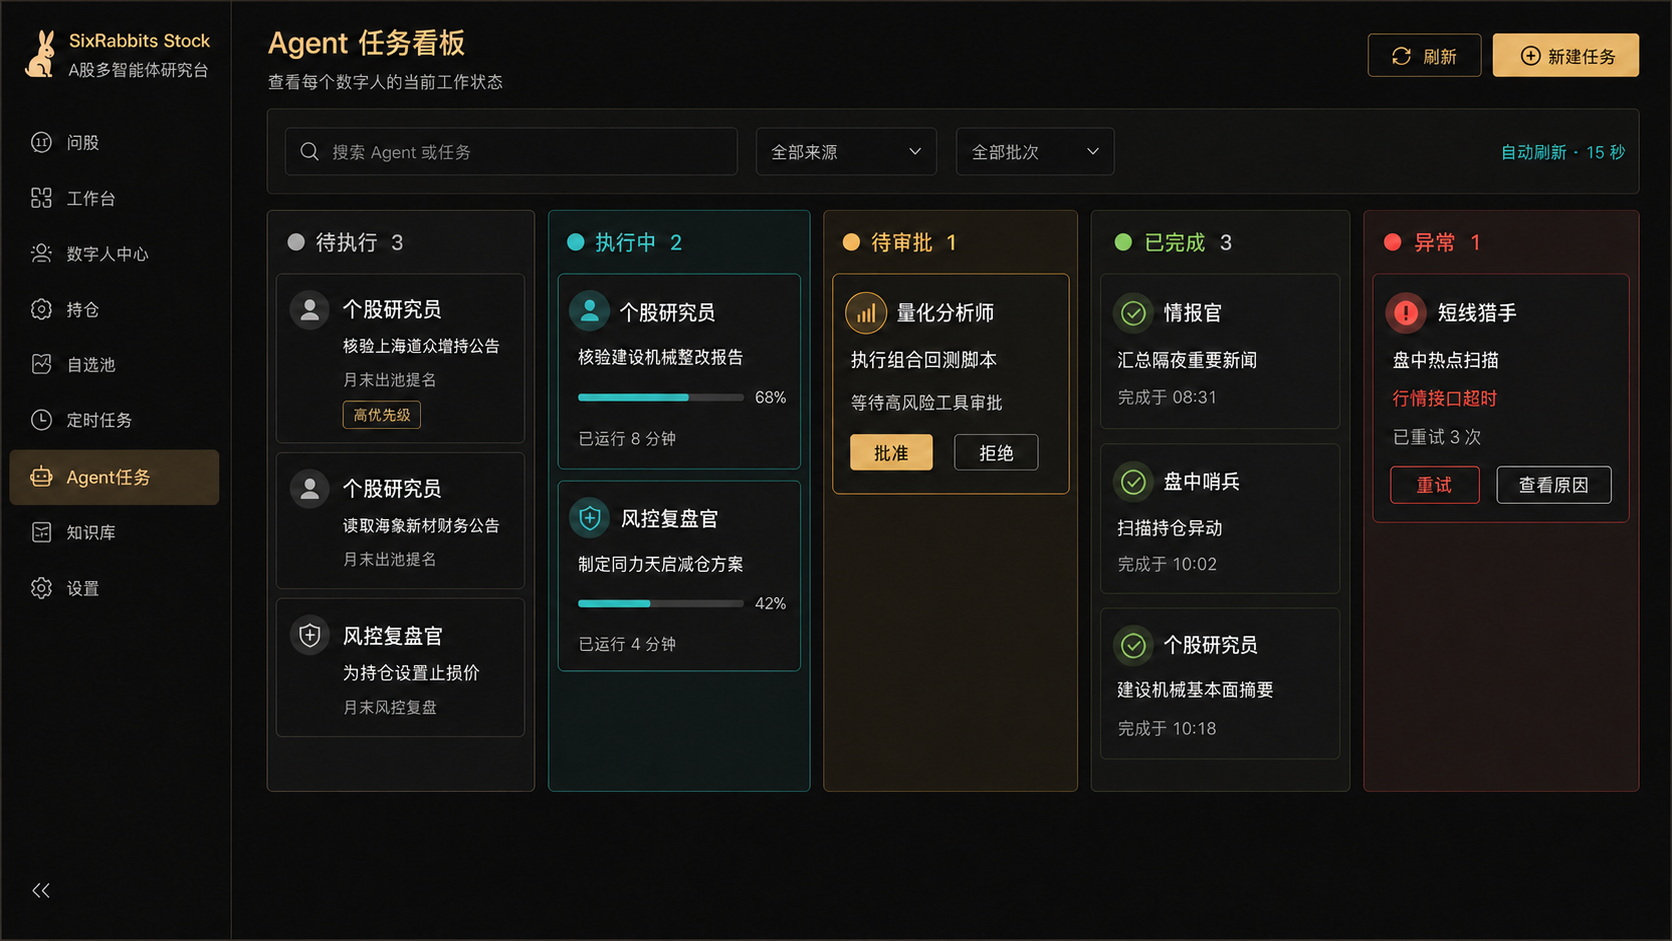 SixRabbits Stock
A股多智能体研究台
问股
工作台
数字人中心
持仓
自选池
定时任务
Agent任务
知识库
设置
Agent 任务看板
查看每个数字人的当前工作状态
刷新
新建任务
搜索 Agent 或任务
全部来源
全部批次
自动刷新 · 15 秒
待执行 3
个股研究员
核验上海道众增持公告
月末出池提名
高优先级
个股研究员
读取海象新材财务公告
月末出池提名
风控复盘官
为持仓设置止损价
月末风控复盘
执行中 2
个股研究员
核验建设机械整改报告
68%
已运行 8 分钟
风控复盘官
制定同力天启减仓方案
42%
已运行 4 分钟
待审批 1
量化分析师
执行组合回测脚本
等待高风险工具审批
批准
拒绝
已完成 3
情报官
汇总隔夜重要新闻
完成于 08:31
盘中哨兵
扫描持仓异动
完成于 10:02
个股研究员
建设机械基本面摘要
完成于 10:18
异常 1
短线猎手
盘中热点扫描
行情接口超时
已重试 3 次
重试
查看原因